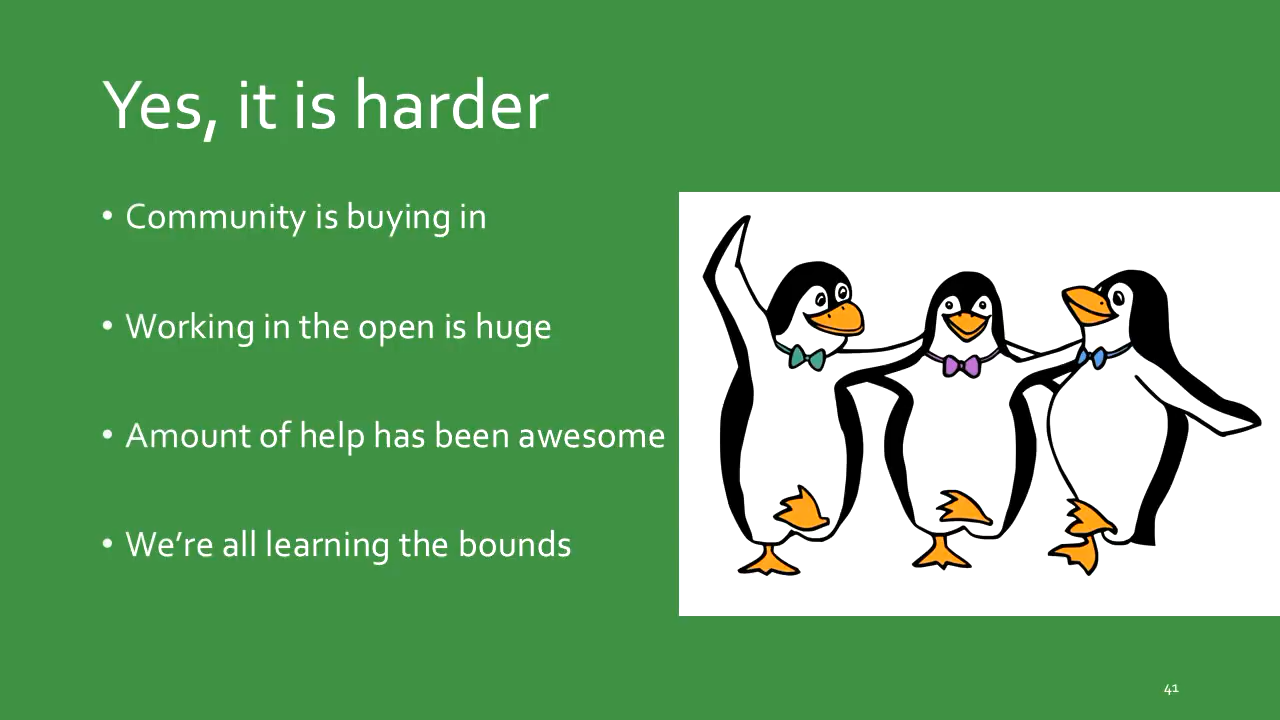 Yes, it is harder
• Community is buying in
• Working in the open is huge
• Amount of help has been awesome
• We’re all learning the bounds
41